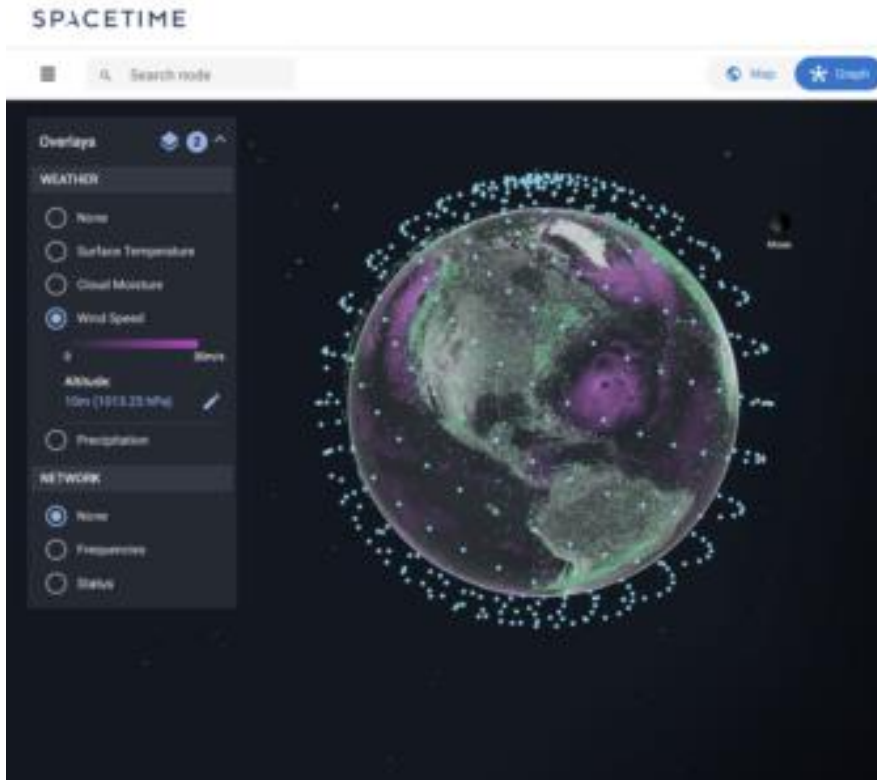 SPACETIME
Search node
Map
Graph
Overlays
2
WEATHER
None
Surface Temperature
Cloud Moisture
Wind Speed
0
Altitude
10m (1013.25 hPa)
Precipitation
NETWORK
None
Frequencies
Status
Moon